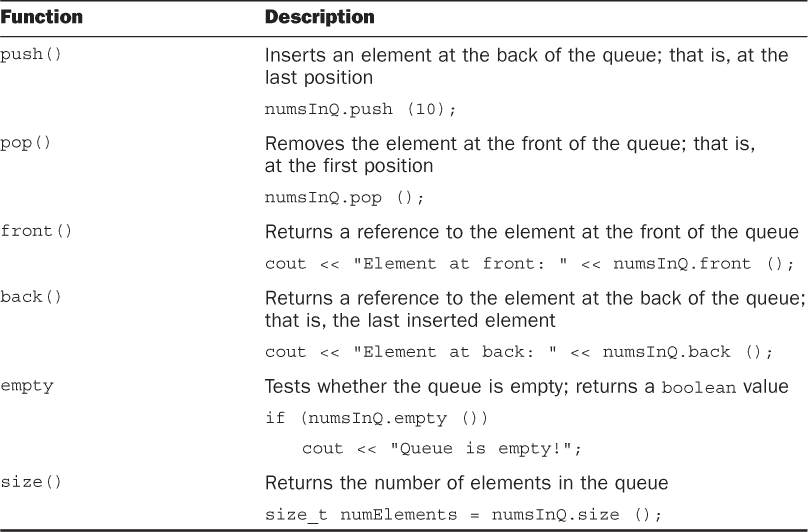 Function Description
push() Inserts an element at the back of the queue; that is, at the
last position
numsInQ.push (10);
pop() Removes the element at the front of the queue; that is,
at the first position
numsInQ.pop ();
front() Returns a reference to the element at the front of the queue
cout << "Element at front: " << numsInQ.front ();
back() Returns a reference to the element at the back of the queue;
that is, the last inserted element
cout << "Element at back: " << numsInQ.back ();
empty Tests whether the queue is empty; returns a boolean value
if (numsInQ.empty ())
cout << "Queue is empty!";
size() Returns the number of elements in the queue
size_t numElements = numsInQ.size ();